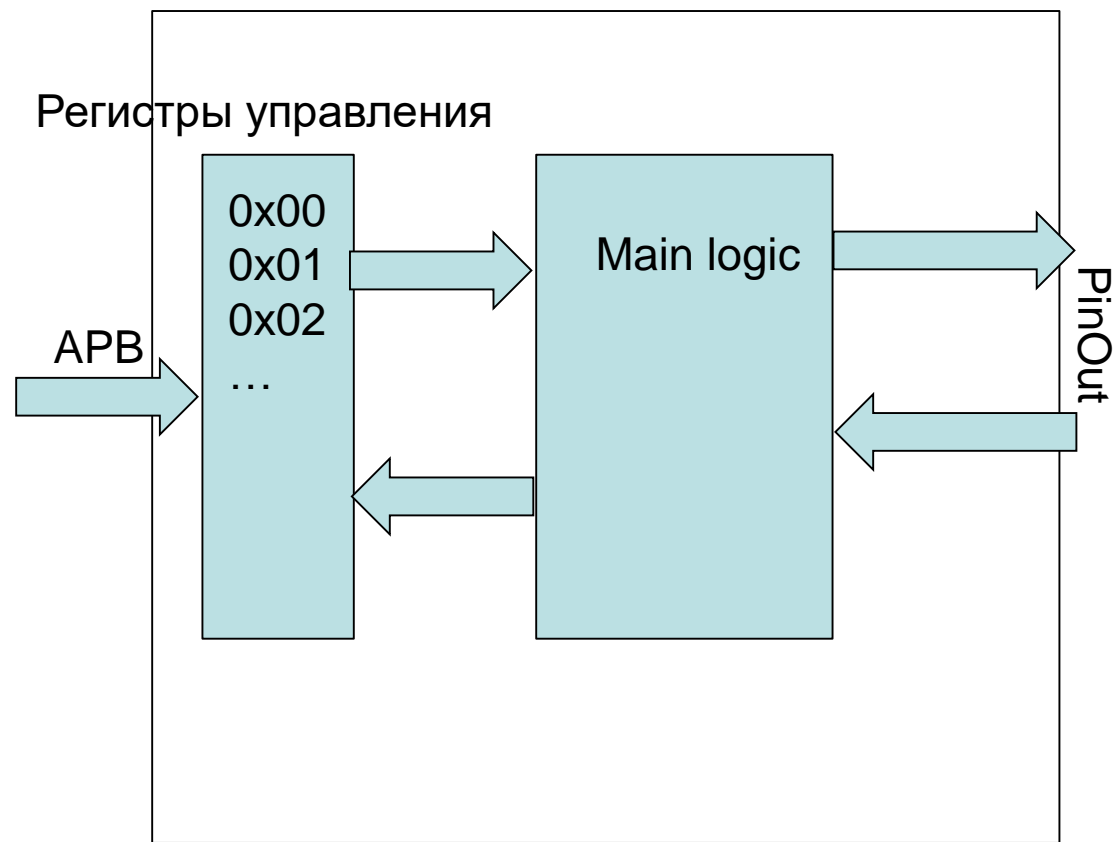 Регистры управления
0x00
0x01
0x02
…
Main logic
APB
PinOut